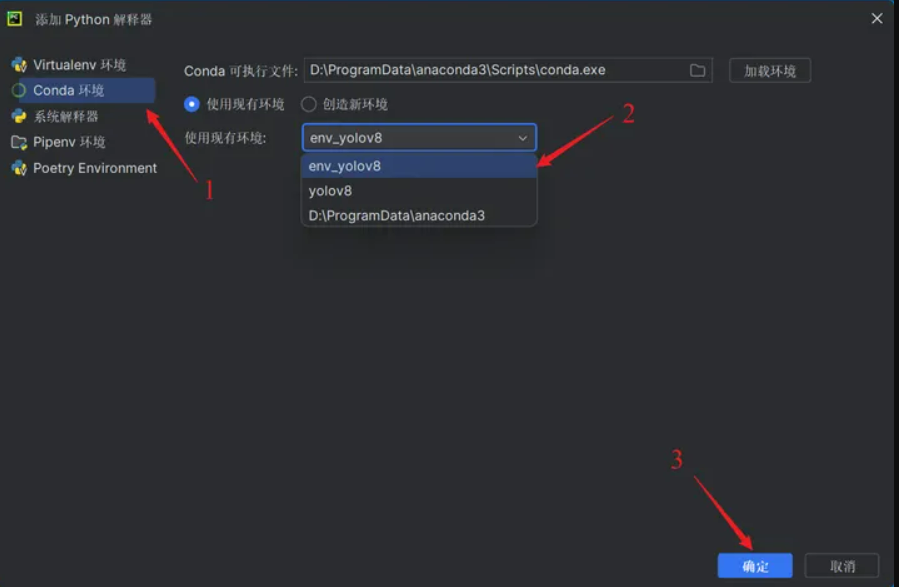 添加 Python 解释器
Virtualenv 环境
Conda 环境
系统解释器
Pipenv 环境
Poetry Environment
1
Conda 可执行文件: D:\ProgramData\anaconda3\Scripts\conda.exe 加载环境
使用现有环境 创造新环境
使用现有环境: env_yolov8
env_yolov8
yolov8
D:\ProgramData\anaconda3
2
3
确定 取消